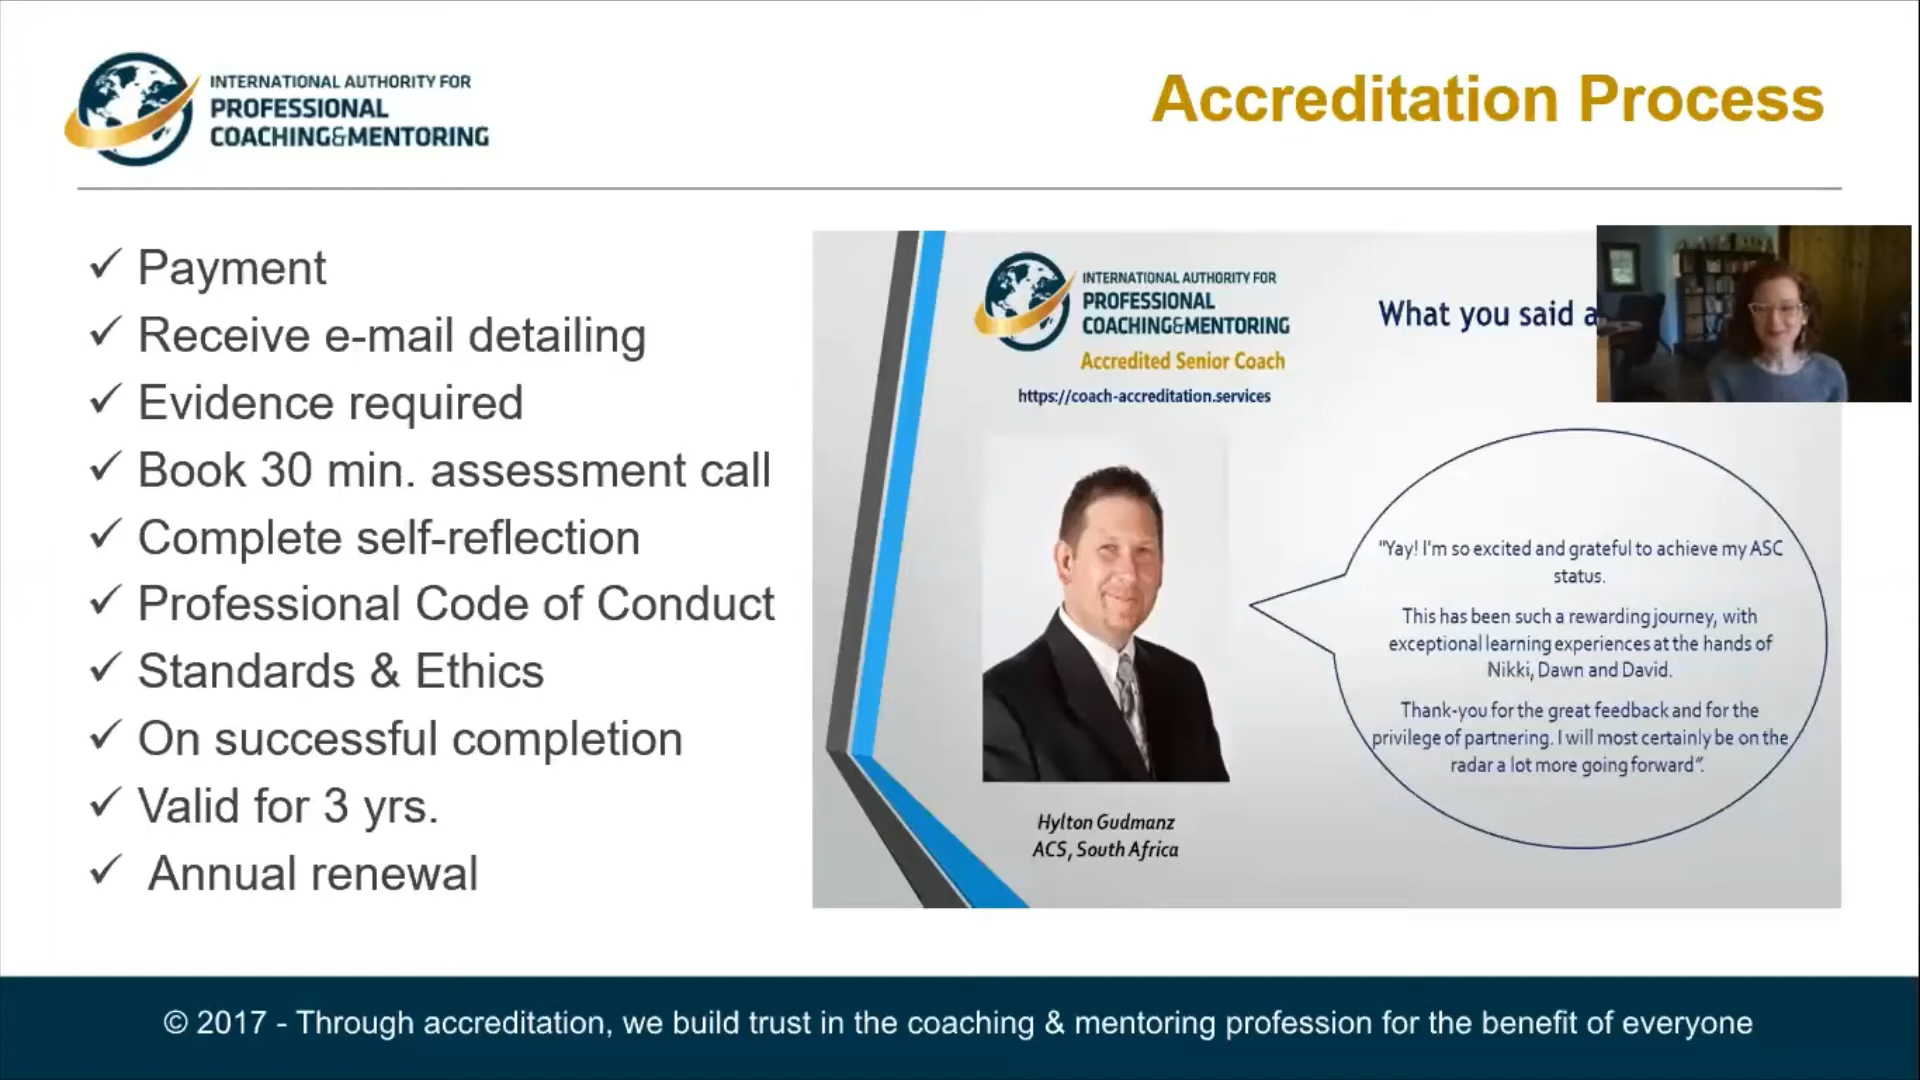 INTERNATIONAL AUTHORITY FOR
PROFESSIONAL
COACHING&MENTORING
Accreditation Process
✓ Payment
✓ Receive e-mail detailing
✓ Evidence required
✓ Book 30 min. assessment call
✓ Complete self-reflection
✓ Professional Code of Conduct
✓ Standards & Ethics
✓ On successful completion
✓ Valid for 3 yrs.
✓ Annual renewal
INTERNATIONAL AUTHORITY FOR
PROFESSIONAL
COACHING&MENTORING
Accredited Senior Coach
https://coach-accreditation.services
What you said
"Yay! I'm so excited and grateful to achieve my ASC
status.
This has been such a rewarding journey, with
exceptional learning experiences at the hands of
Nikki, Dawn and David.
Thank-you for the great feedback and for the
privilege of partnering. I will most certainly be on the
radar a lot more going forward”.
Hylton Gudmanz
ACS, South Africa
© 2017 - Through accreditation, we build trust in the coaching & mentoring profession for the benefit of everyone